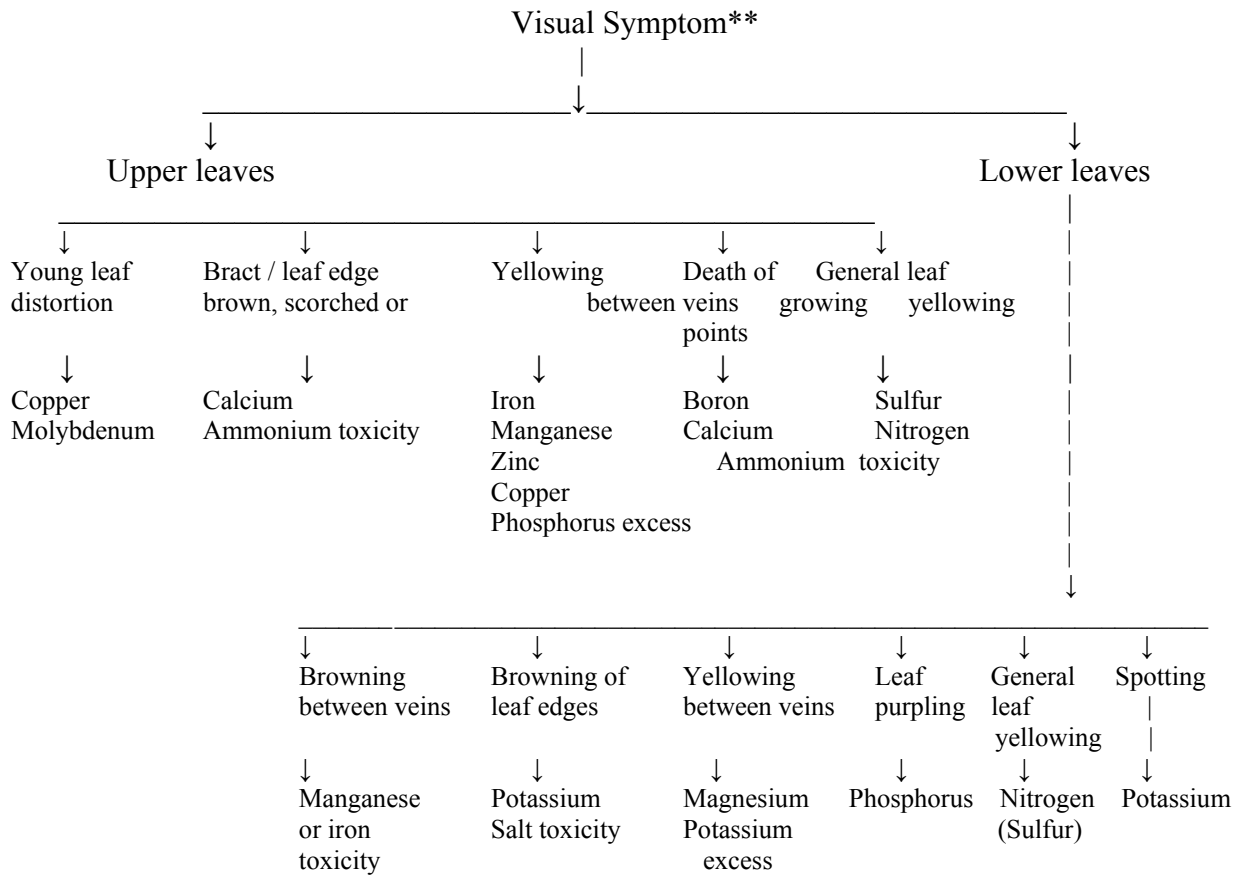 Visual Symptom**
Upper leaves Lower leaves
Young leaf Bract / leaf edge Yellowing Death of General leaf
distortion brown, scorched or between veins growing yellowing
points
Copper Calcium Iron Boron Sulfur
Molybdenum Ammonium toxicity Manganese Calcium Nitrogen
Zinc Ammonium toxicity
Copper
Phosphorus excess
Browning Browning of Yellowing Leaf General Spotting
between veins leaf edges between veins purpling leaf
yellowing
Manganese Potassium Magnesium Phosphorus Nitrogen Potassium
or iron Salt toxicity Potassium (Sulfur)
toxicity excess